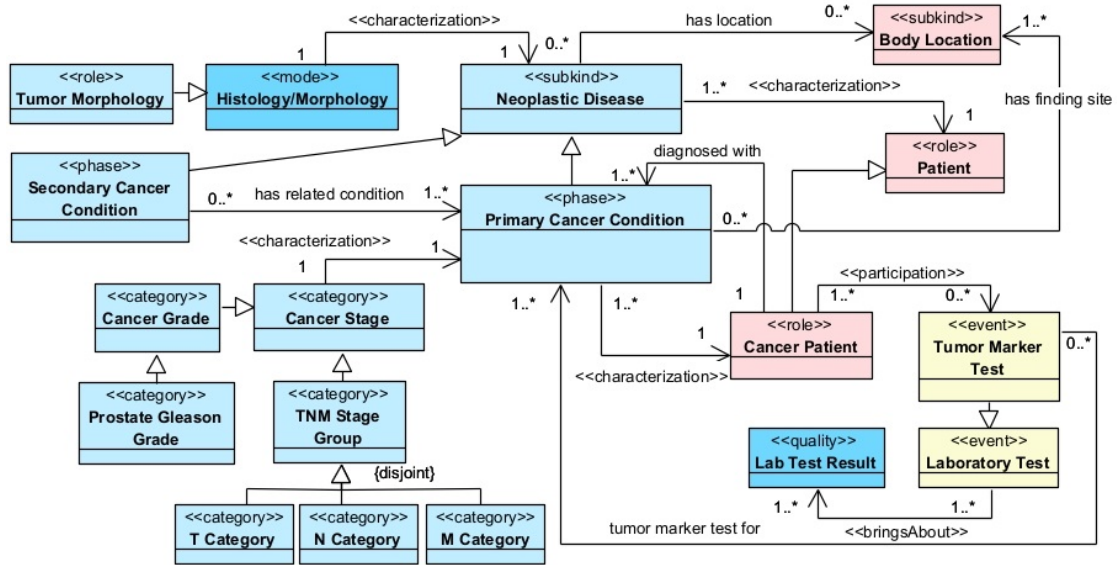 <<characterization>>
has location
0..*
<<subkind>>
Body Location
1..*
1
1
0..*
<<role>>
Tumor Morphology
<<mode>>
Histology/Morphology
<<subkind>>
Neoplastic Disease
1..*
<<characterization>>
has finding site
1
<<phase>>
Secondary Cancer
Condition
diagnosed with
1..*
<<role>>
Patient
0..*
has related condition
1..*
<<phase>>
Primary Cancer Condition
0..*
<<characterization>>
1
1
<<participation>>
<<category>>
Cancer Grade
<<category>>
Cancer Stage
1..*
1..*
1
1..*
0..*
1
<<role>>
Cancer Patient
<<event>>
Tumor Marker
Test
0..*
<<characterization>>
<<category>>
Prostate Gleason
Grade
<<category>>
TNM Stage
Group
<<quality>>
Lab Test Result
<<event>>
Laboratory Test
{disjoint}
<<category>>
T Category
<<category>>
N Category
<<category>>
M Category
1..*
1..*
tumor marker test for
<<bringsAbout>>